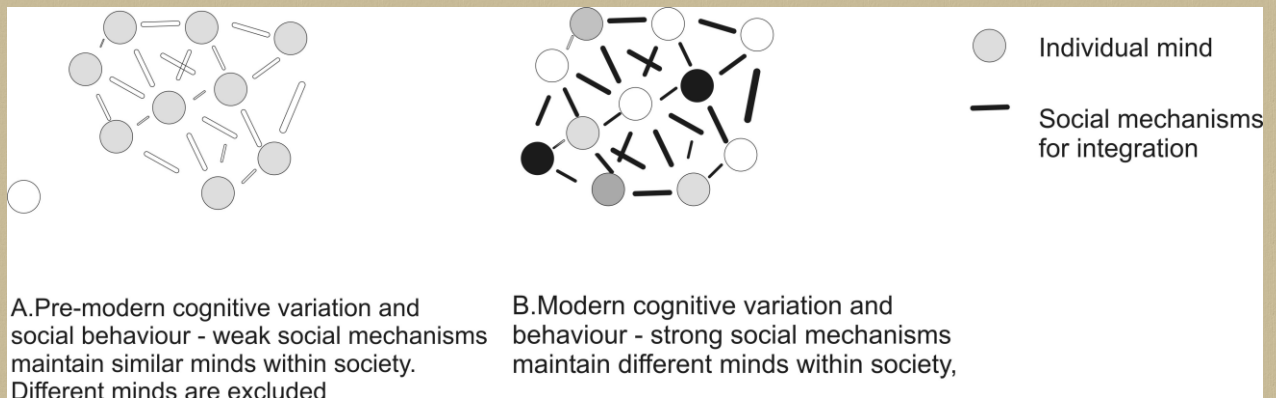 Individual mind
Social mechanisms
for integration
A.Pre-modern cognitive variation and
social behaviour - weak social mechanisms
maintain similar minds within society.
Different minds are excluded
B.Modern cognitive variation and
behaviour - strong social mechanisms
maintain different minds within society,